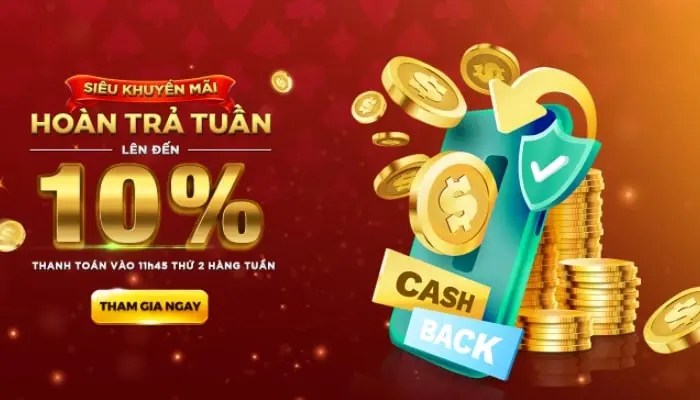 SIÊU KHUYẾN MÃI
HOÀN TRẢ TUẦN
LÊN ĐẾN
10%
THANH TOÁN VÀO 11h45 THỨ 2 HÀNG TUẦN
THAM GIA NGAY
CASH
BACK